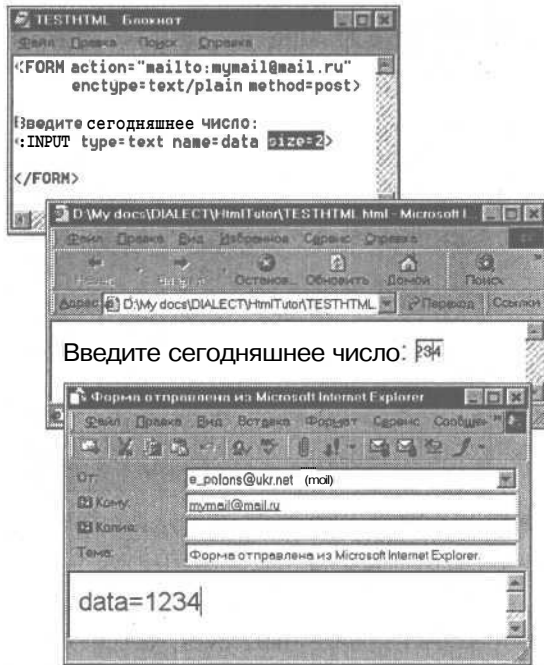 TESTHTML - Блокнот
Файл Правка Поиск Справка
<FORM action="mailto:mymail@mail.ru"
enctype=text/plain method=post>
Введите сегодняшнее число:
<:INPUT type=text name=data size=2>
</FORM>
D:\My docs\DIALECT\HtmlTutor\TESTHTML.html - Microsoft I
Файл Правка Вид Избранное Сервис Справка
Останов.. Обновить Домой Поиск
Адрес D:\My docs\DIALECT\HtmlTutor\TESTHTML. Переход Ссылки
Введите сегодняшнее число: 234
Форма отправлена из Microsoft Internet Explorer
Файл Правка Вид Вставка Формат Сервис Сообщен
От: e_polons@ukr.net (moil)
Кому: mymail@mail.ru
Копия:
Тема: Форма отправлена из Microsoft Internet Explorer.
data=1234